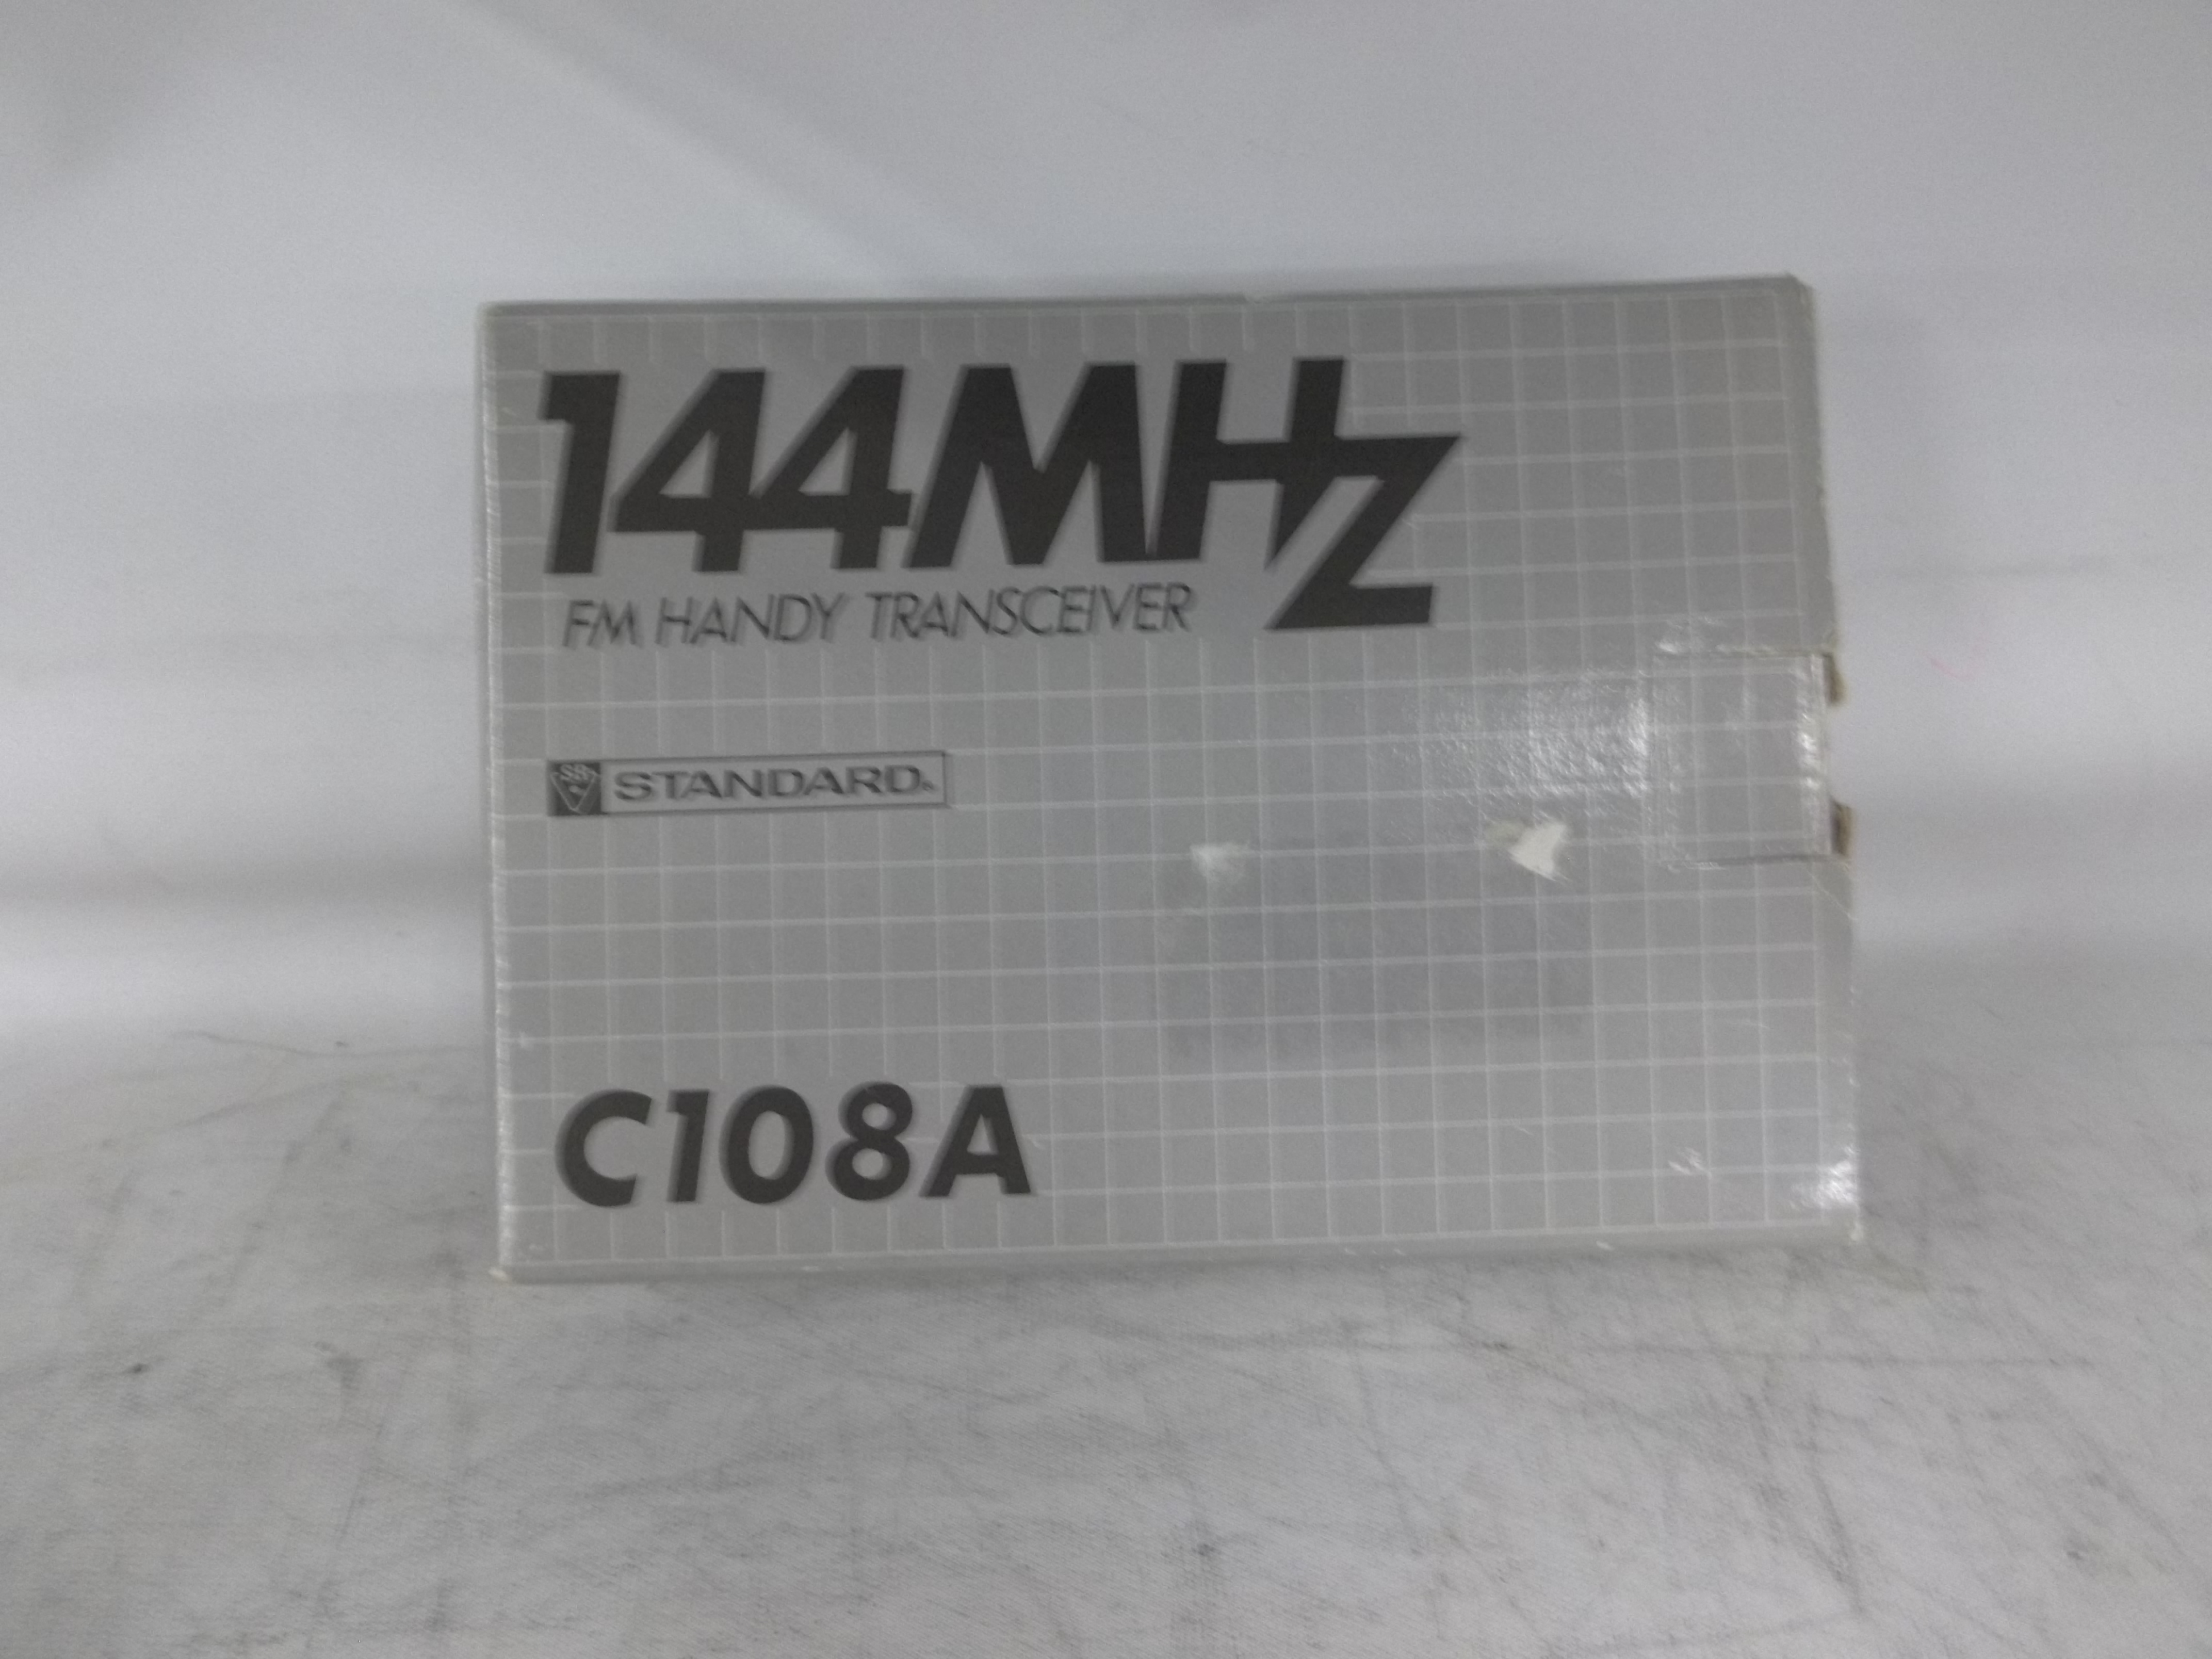 144MHz
FM HANDY TRANSCEIVER
STANDARD
C108A